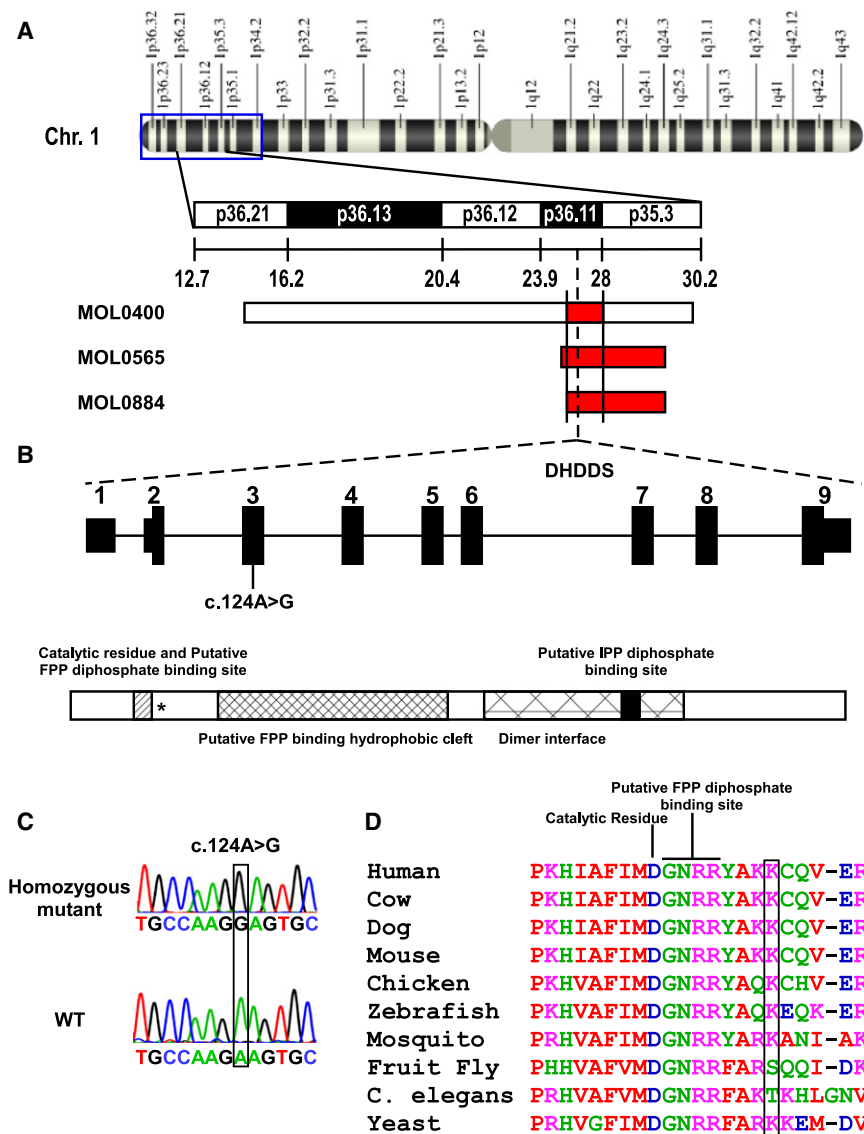 A
1p36.32 1p36.21 1p35.3 1p34.2 1p32.2 1p31.1 1p21.3 1p12 1q21.2 1q23.2 1q24.3 1q31.1 1q32.2 1q42.12 1q43
1p36.23 1p36.12 1p35.1 1p33 1p31.3 1p22.2 1p13.2 1q12 1q22 1q24.1 1q25.2 1q31.3 1q41 1q42.2
Chr. 1
p36.21 p36.13 p36.12 p36.11 p35.3
12.7 16.2 20.4 23.9 28 30.2
MOL0400
MOL0565
MOL0884
B
DHDDS
1 2 3 4 5 6 7 8 9
c.124A>G
Catalytic residue and Putative
FPP diphosphate binding site
Putative IPP diphosphate
binding site
*
Putative FPP binding hydrophobic cleft
Dimer interface
C
c.124A>G
Homozygous
mutant
TGCCAAGGAGTGC
WT
TGCCAAGAAGTGC
D
Putative FPP diphosphate
binding site
Catalytic Residue
Human PKHIAFIMDGNRRYAKKCQV-ER
Cow PKHIAFIMDGNRRYAKKCQV-ER
Dog PKHIAFIMDGNRRYAKKCQV-ER
Mouse PKHIAFIMDGNRRYAKKCQV-ER
Chicken PKHVAFIMDGNRRYAQKCHV-ER
Zebrafish PKHVAFIMDGNRRYAQKEQK-ER
Mosquito PRHVAFIMDGNRRYARKANI-AK
Fruit Fly PHHVAFVMDGNRRFARSQQI-DK
C. elegans PRHVAFVMDGNRRFAKTKHLGNV
Yeast PRHVGFIMDGNRRFARKKEM-DV